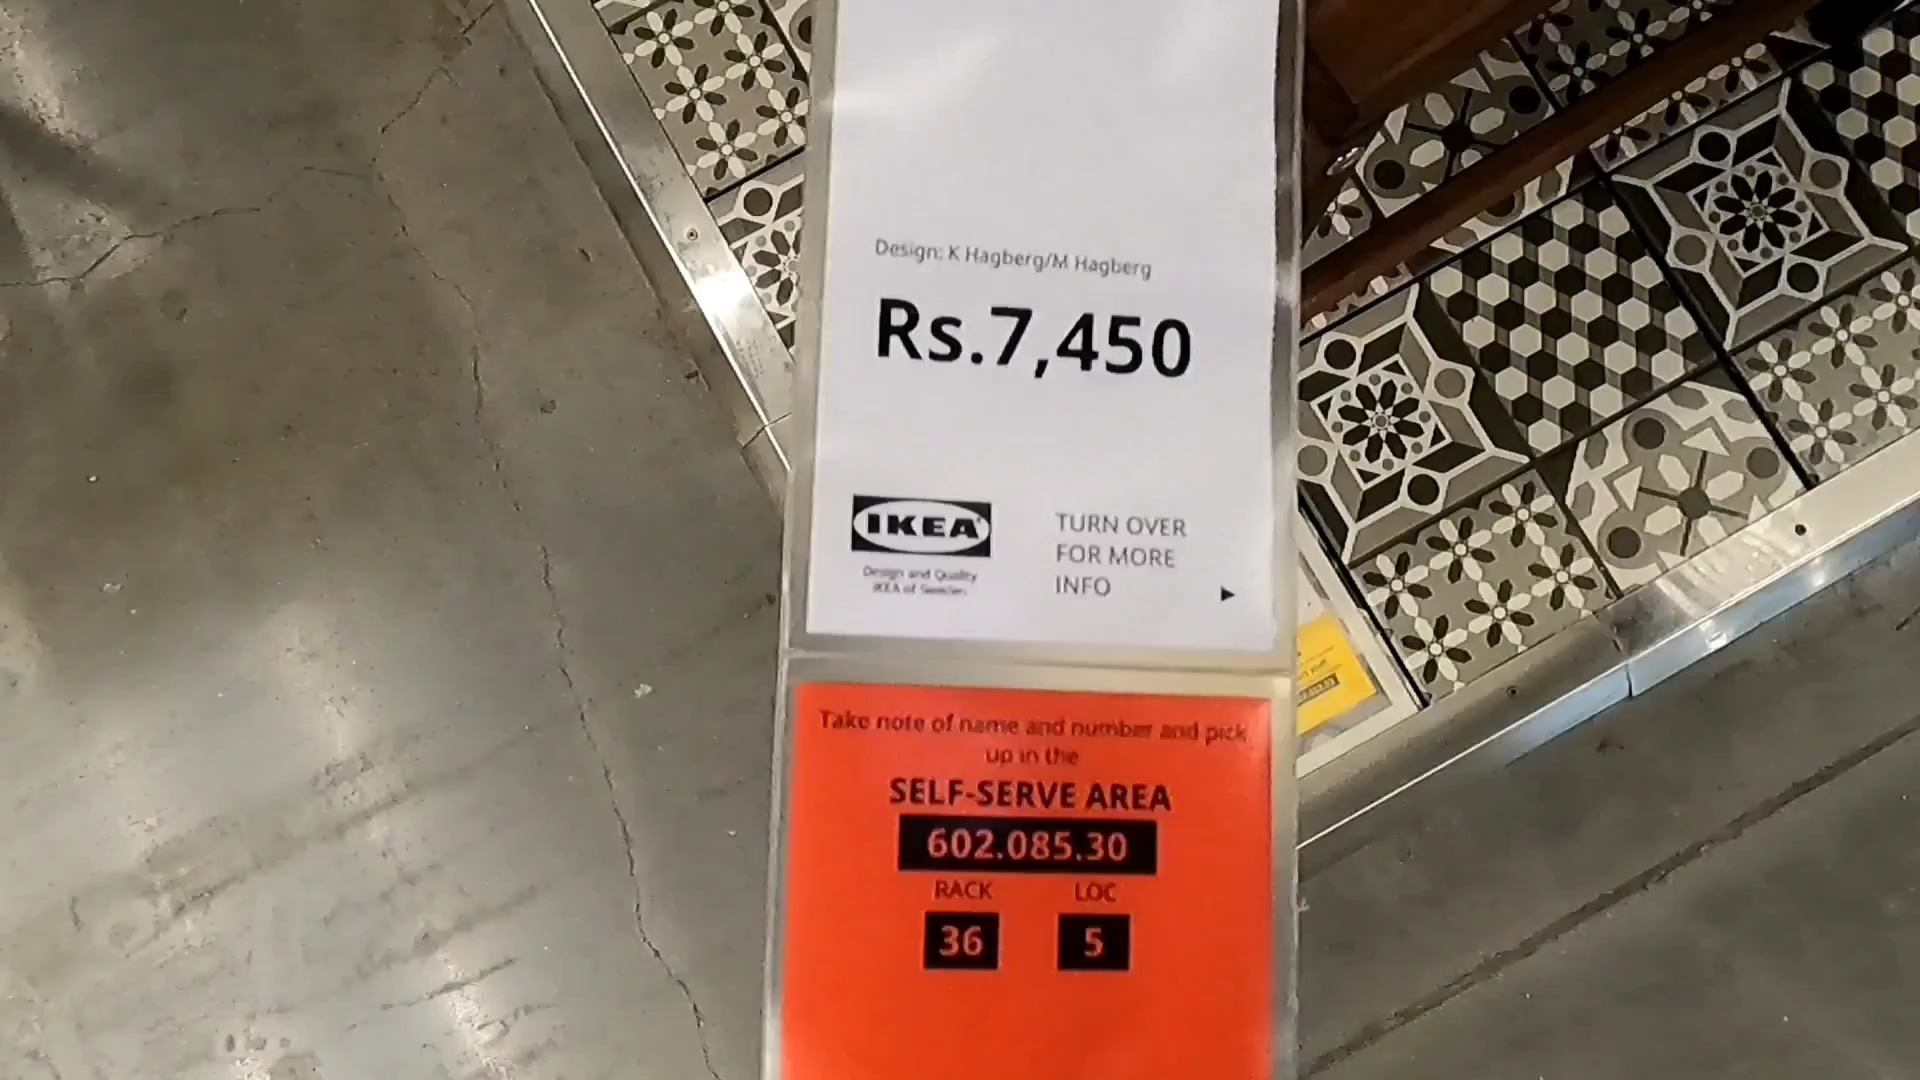 Design: K Hagberg/M Hagberg
Rs.7,450
IKEA
Design and Quality
IKEA of Sweden
TURN OVER
FOR MORE
INFO
Take note of name and number and pick
up in the
SELF-SERVE AREA
602.085.30
RACK LOC
36 5